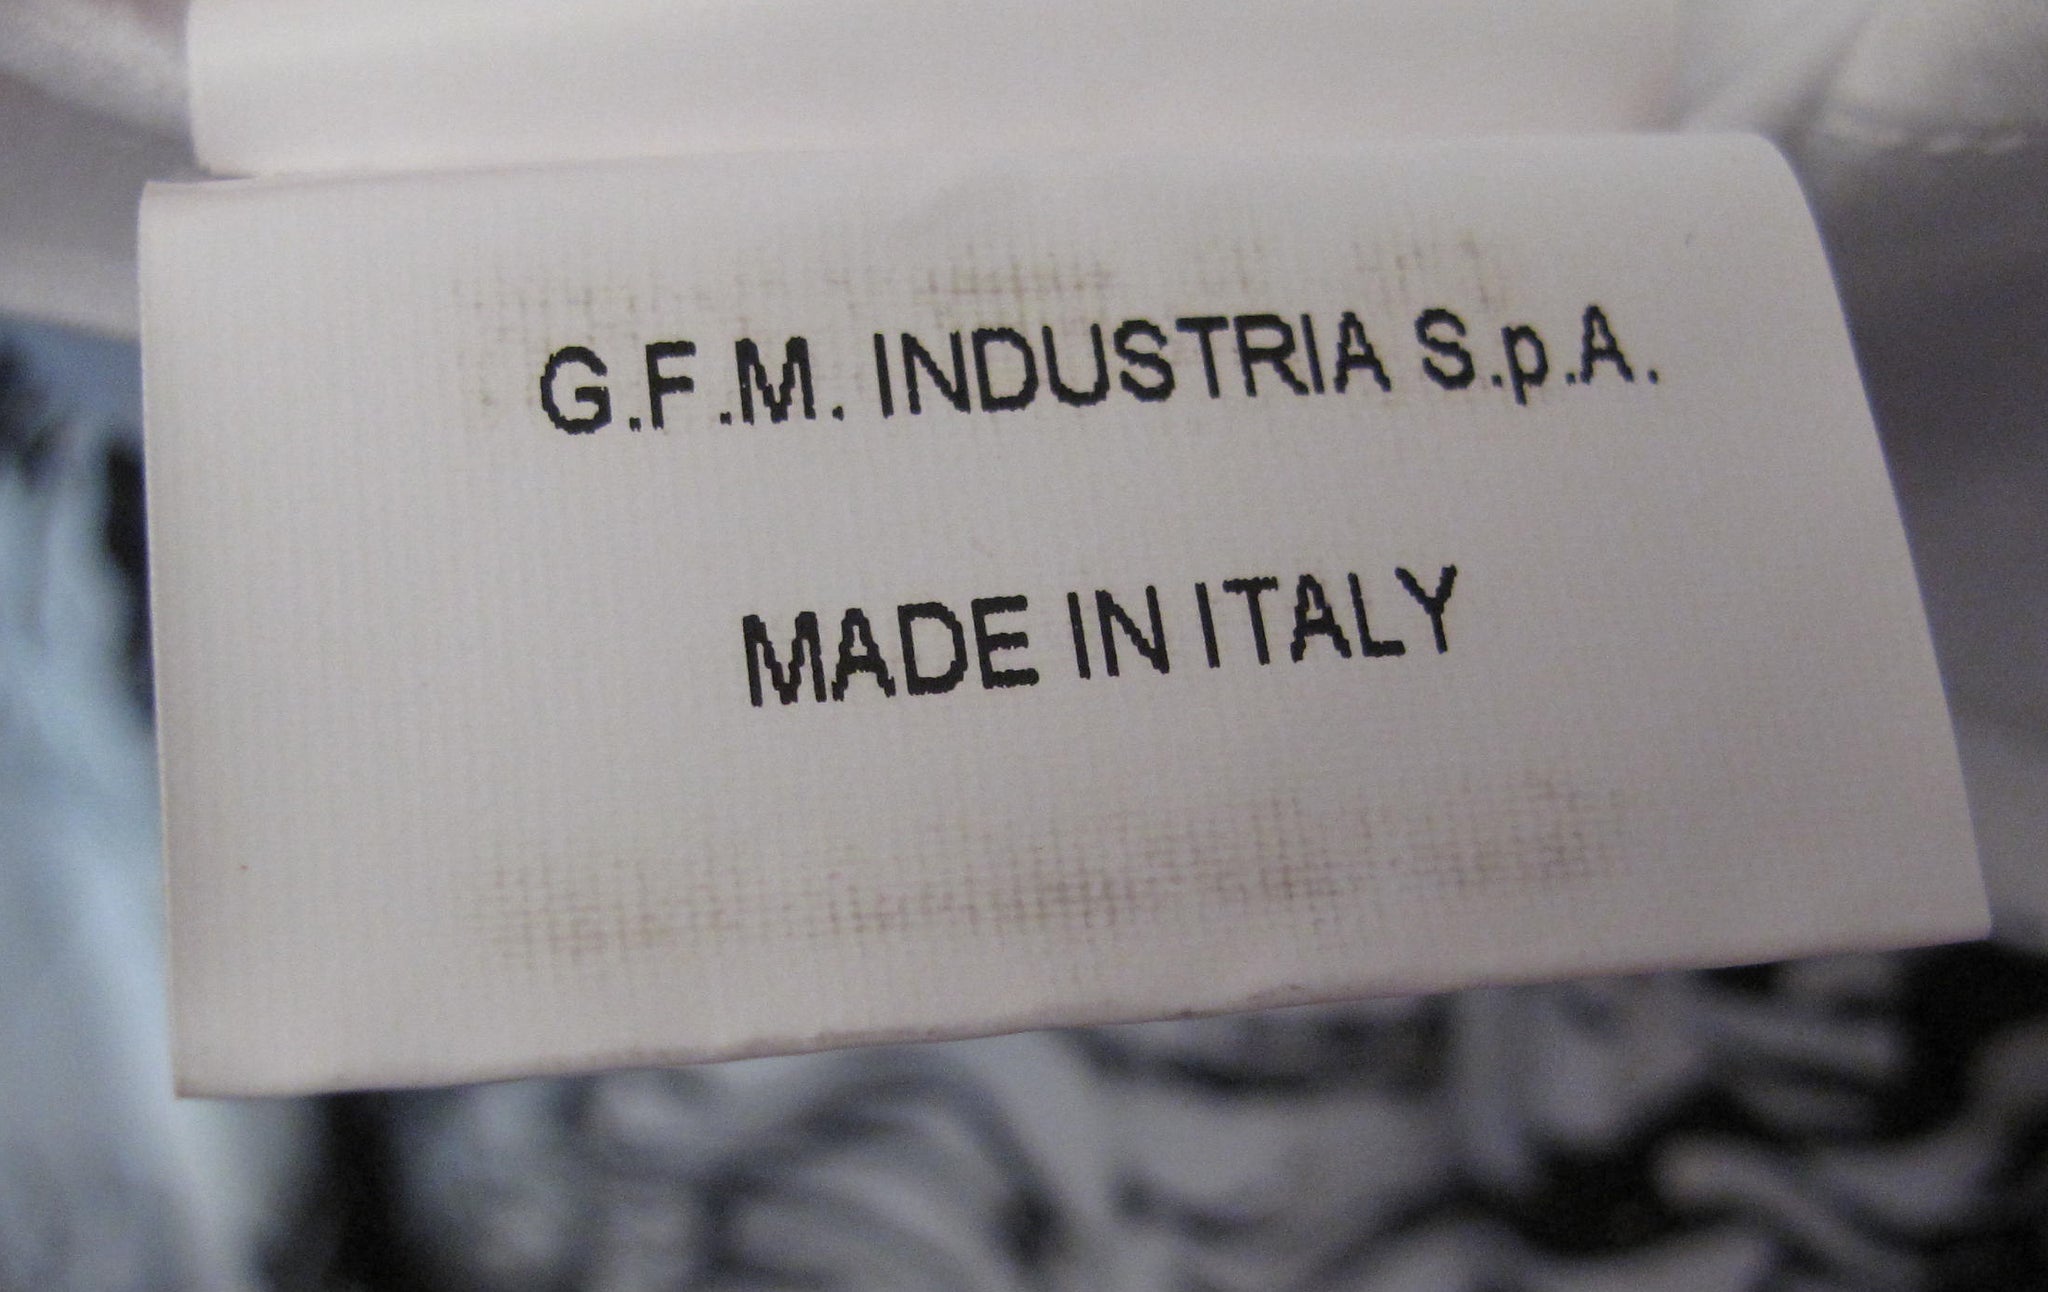 G.F.M. INDUSTRIA S.p.A.
MADE IN ITALY